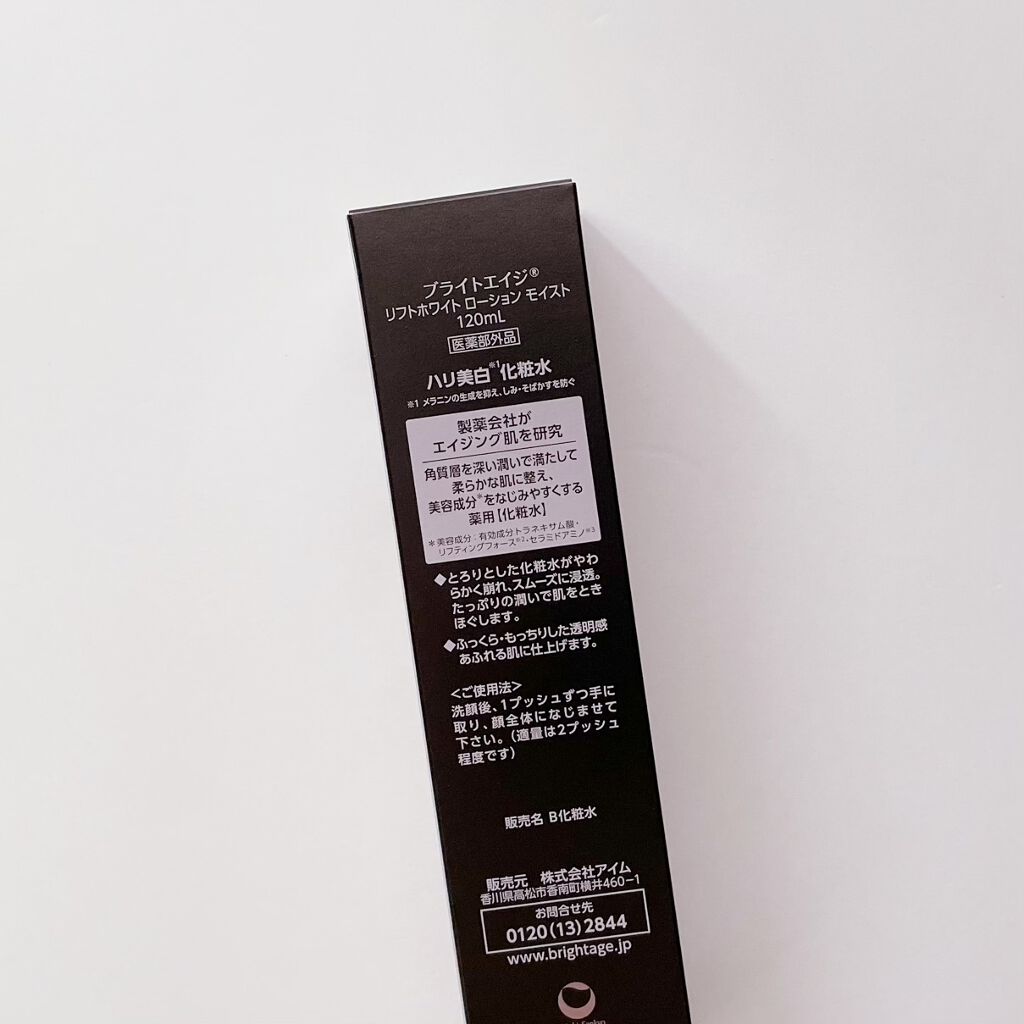 ブライトエイジ®
リフトホワイト ローション モイスト
120mL
医薬部外品
ハリ美白※1化粧水
※1 メラニンの生成を抑え、しみ・そばかすを防ぐ
製薬会社が
エイジング肌を研究
角質層を深い潤いで満たして
柔らかな肌に整え、
美容成分※をなじみやすくする
薬用【化粧水】
※美容成分：有効成分トラネキサム酸・
リフティングフォース※2・セラミドアミノ※3
◆とろりとした化粧水がやわ
らかく崩れ、スムーズに浸透。
たっぷりの潤いで肌をとき
ほぐします。
◆ふっくら・もっちりした透明感
あふれる肌に仕上げます。
＜ご使用法＞
洗顔後、1プッシュずつ手に
取り、顔全体になじませて
下さい。（適量は2プッシュ
程度です）
販売名 B化粧水
販売元 株式会社アイム
香川県高松市香南町横井460−1
お問合せ先
0120(13)2844
www.brightage.jp